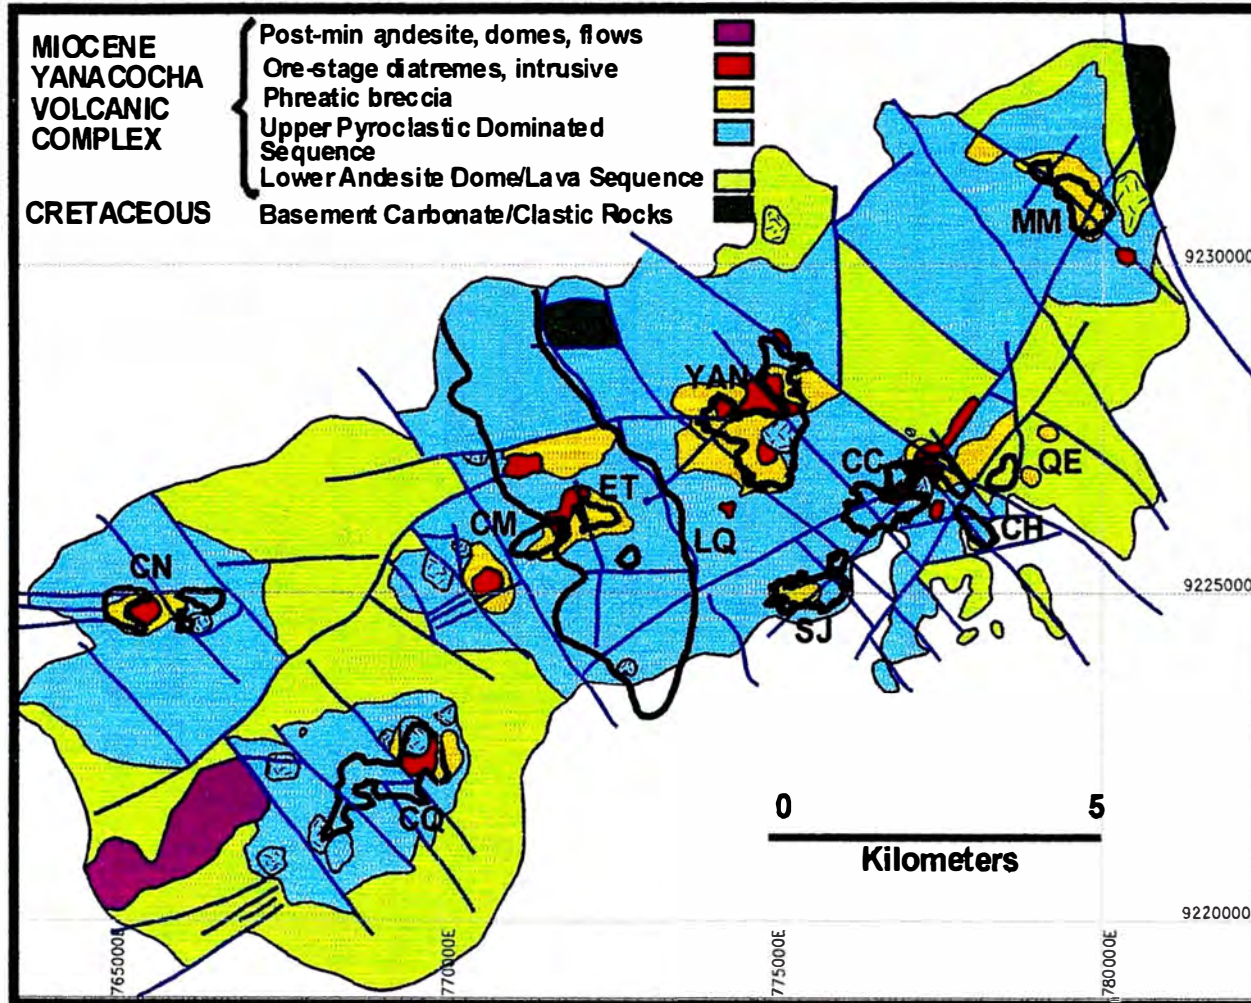 MIOCENE
YANACOCHA
VOLCANIC
COMPLEX
Post-min andesite, domes, flows
Ore-stage diatremes, intrusive
Phreatic breccia
Upper Pyroclastic Dominated
Sequence
Lower Andesite Dome/Lava Sequence
CRETACEOUS
Basement Carbonate/Clastic Rocks
MM
9230000
YAN
CC
QE
ET
CM
LQ
CH
CN
9225000
SJ
CQ
0 5
Kilometers
9220000
765000E
770000E
775000E
780000E